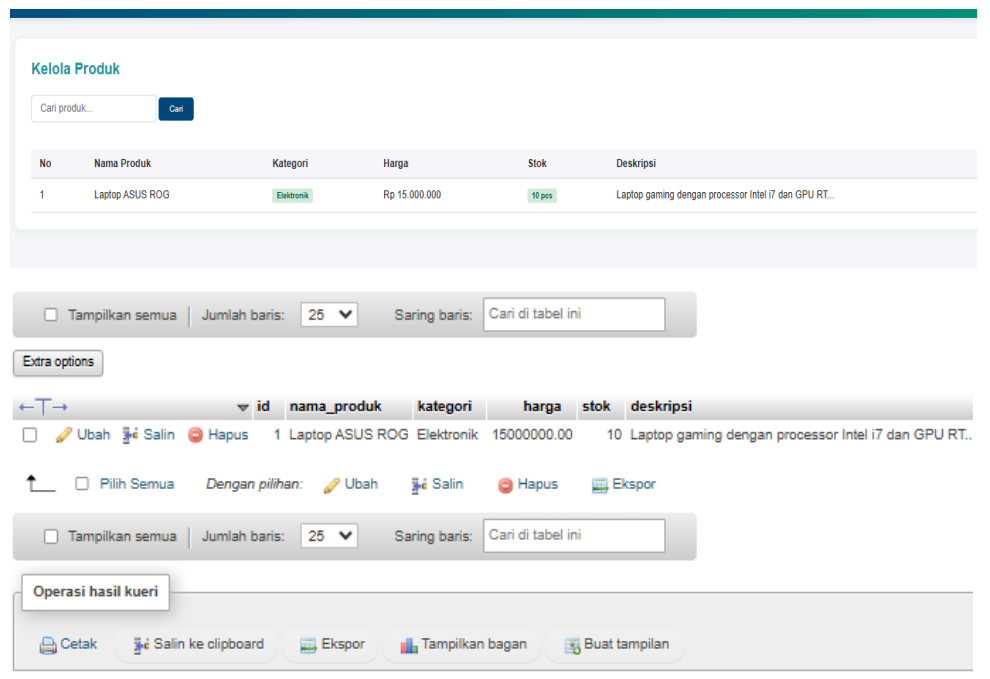 Kelola Produk
Cari produk... Cari
No Nama Produk Kategori Harga Stok Deskripsi
1 Laptop ASUS ROG Elektronik Rp 15.000.000 10 pcs Laptop gaming dengan processor Intel i7 dan GPU RT...
Tampilkan semua Jumlah baris: 25 Saring baris: Cari di tabel ini
Extra options
←T→ id nama_produk kategori harga stok deskripsi
Ubah Salin Hapus 1 Laptop ASUS ROG Elektronik 15000000.00 10 Laptop gaming dengan processor Intel i7 dan GPU RT...
Pilih Semua Dengan pilihan: Ubah Salin Hapus Ekspor
Tampilkan semua Jumlah baris: 25 Saring baris: Cari di tabel ini
Operasi hasil kueri
Cetak Salin ke clipboard Ekspor Tampilkan bagan Buat tampilan